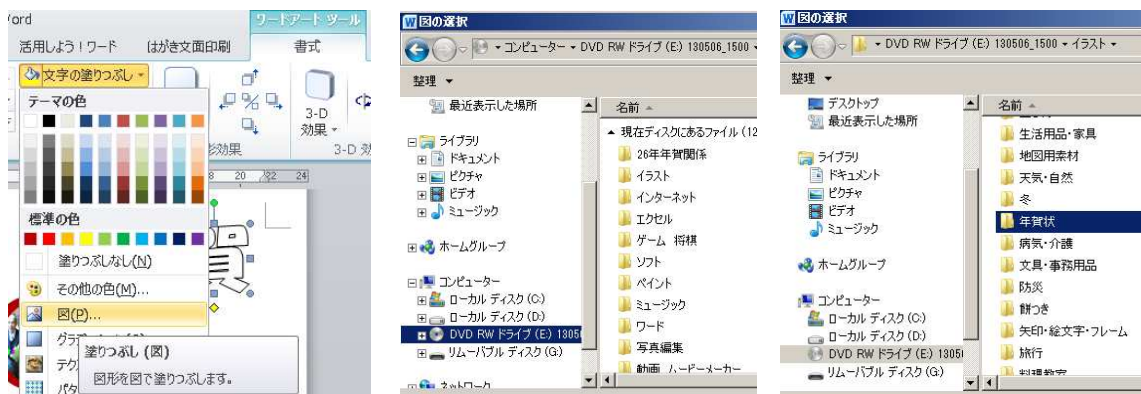 ord
ワードアート ツール
活用しよう！ワード
はがき文面印刷
書式
文字の塗りつぶし
テーマの色
3-D
効果
影効果
3-D 効
8 20 22 24
標準の色
塗りつぶしなし(N)
その他の色(M)...
図(P)...
塗りつぶし (図)
図形を図で塗りつぶします。
賀
図の選択
コンピューター
DVD RW ドライブ (E:) 130506_1500
整理
最近表示した場所
ライブラリ
ドキュメント
ピクチャ
ビデオ
ミュージック
ホームグループ
コンピューター
ローカル ディスク (C:)
ローカル ディスク (D:)
DVD RW ドライブ (E:) 1305
リムーバブル ディスク (G:)
ネットワーク
名前
現在ディスクにあるファイル (12
26年年賀関係
イラスト
インターネット
エクセル
ゲーム 将棋
ソフト
ペイント
ミュージック
ワード
写真編集
動画 ムービーメーカー
図の選択
DVD RW ドライブ (E:) 130506_1500
イラスト
整理
デスクトップ
最近表示した場所
ライブラリ
ドキュメント
ピクチャ
ビデオ
ミュージック
ホームグループ
コンピューター
ローカル ディスク (C:)
ローカル ディスク (D:)
DVD RW ドライブ (E:) 1305
リムーバブル ディスク (G:)
名前
生活用品・家具
地図用素材
天気・自然
冬
年賀状
病気・介護
文具・事務用品
防災
餅つき
矢印・絵文字・フレーム
旅行
料理教室